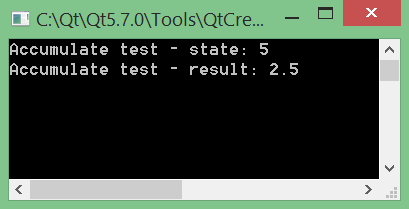 C:\Qt\Qt5.7.0\Tools\QtCre...
Accumulate test - state: 5
Accumulate test - result: 2.5